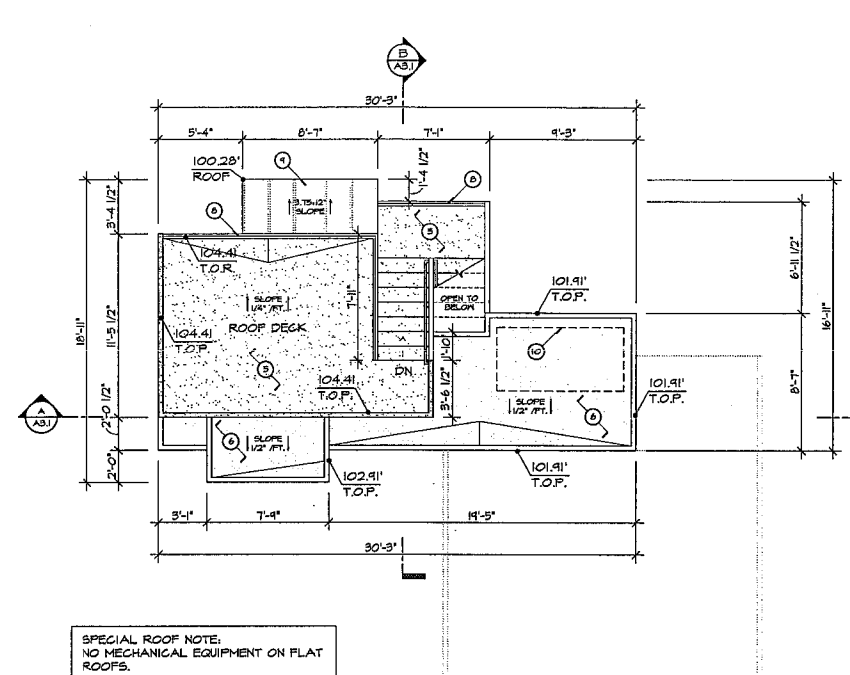 B
A3.1
30'-3"
5'-4"
8'-7"
7'-1"
9'-3"
100.28'
ROOF
9
1'-4 1/2"
8
3.75:12"
SLOPE
8
5
3'-4 1/2"
104.41
T.O.R.
6'-11 1/2"
SLOPE
1/4" /FT.
7'-11"
OPEN TO
BELOW
101.91'
T.O.P.
16'-11"
18'-11"
11'-5 1/2"
104.41
T.O.P.
ROOF DECK
10
5
DN
1'-10"
104.41
T.O.P.
3'-6 1/2"
SLOPE
1/2" /FT.
6
101.91'
T.O.P.
8'-7"
A
A3.1
2'-0 1/2"
6
SLOPE
1/2" /FT.
2'-0"
102.91'
T.O.P.
101.91'
T.O.P.
3'-1"
7'-9"
19'-5"
30'-3"
SPECIAL ROOF NOTE:
NO MECHANICAL EQUIPMENT ON FLAT
ROOFS.